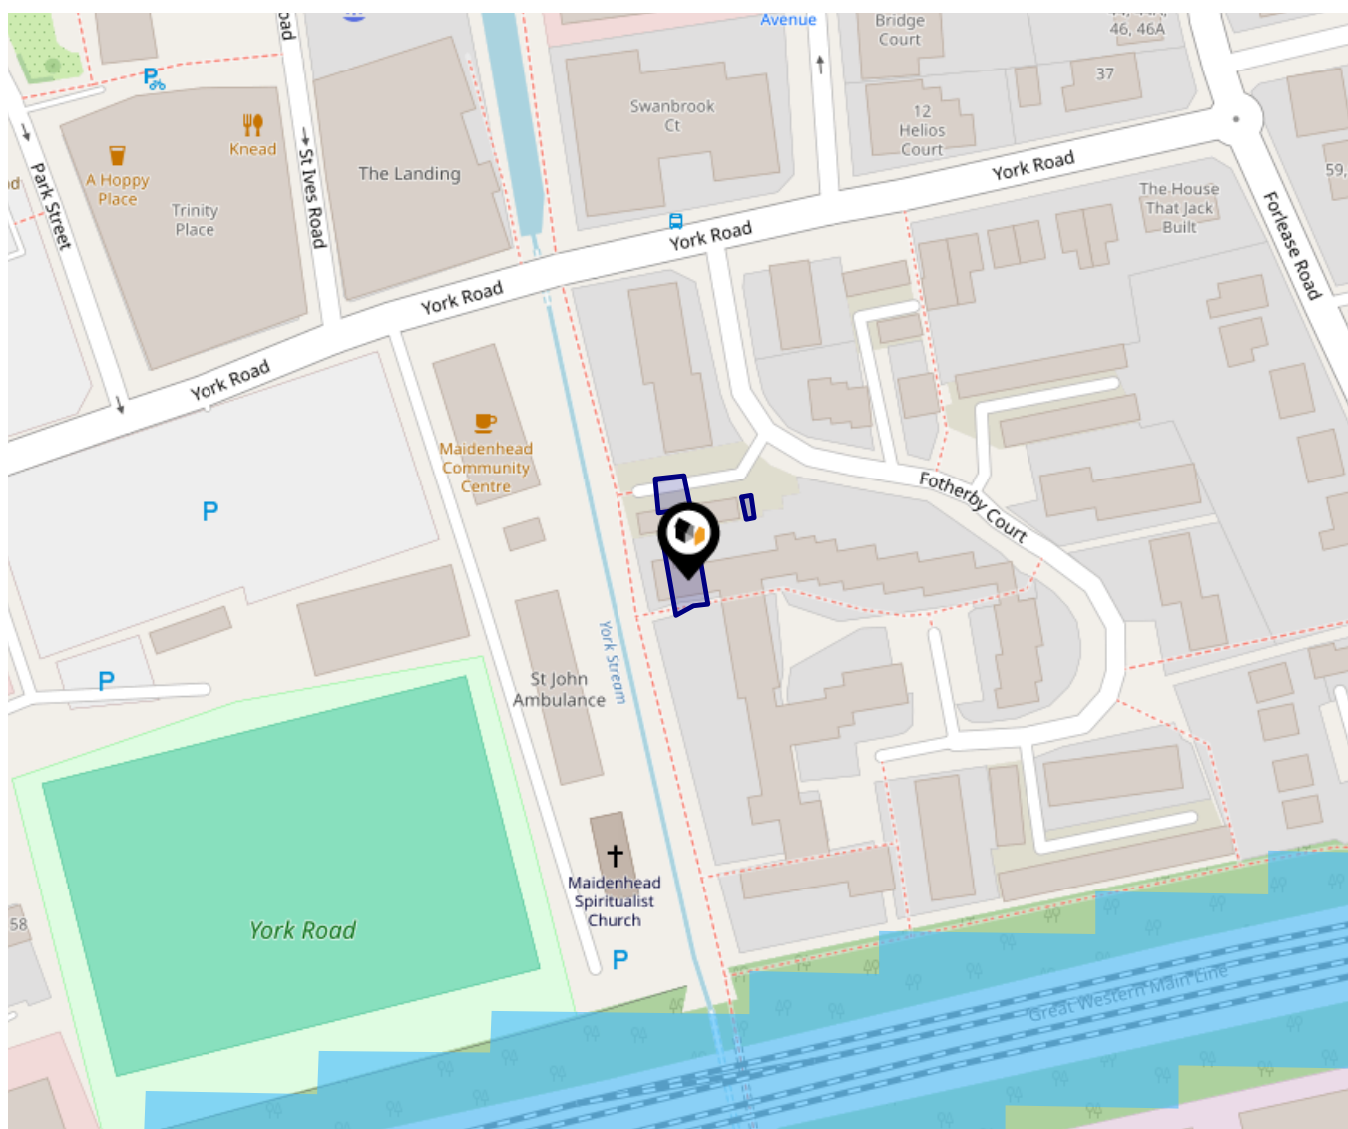 Avenue
Bridge
Court
46, 46A
37
Swanbrook
Ct
12
Helios
Court
P
Knead
A Hoppy
Place
Trinity
Place
The Landing
Park Street
St Ives Road
York Road
York Road
York Road
York Road
The House
That Jack
Built
59,
Forlease Road
Maidenhead
Community
Centre
P
Fotherby Court
P
York Stream
St John
Ambulance
Maidenhead
Spiritualist
Church
P
58
York Road
Great Western Main Line